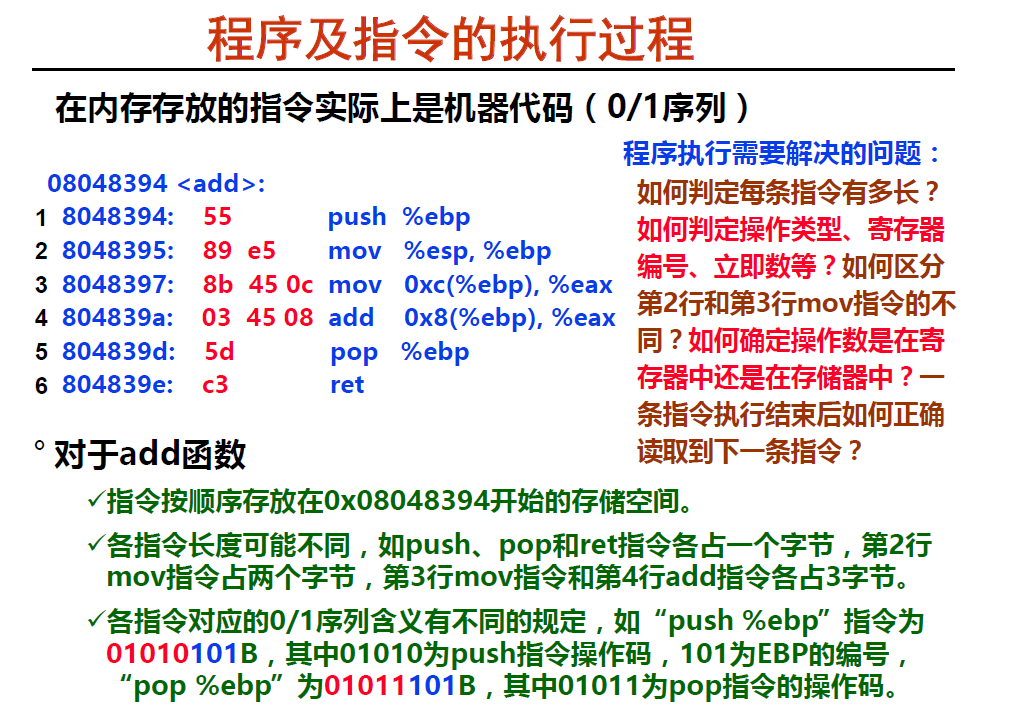 程序及指令的执行过程
在内存存放的指令实际上是机器代码（0/1序列）
08048394 <add>:
1 8048394: 55 push %ebp
2 8048395: 89 e5 mov %esp, %ebp
3 8048397: 8b 45 0c mov 0xc(%ebp), %eax
4 804839a: 03 45 08 add 0x8(%ebp), %eax
5 804839d: 5d pop %ebp
6 804839e: c3 ret
程序执行需要解决的问题：
如何判定每条指令有多长？
如何判定操作类型、寄存器
编号、立即数等？如何区分
第2行和第3行mov指令的不
同？如何确定操作数是在寄
存器中还是在存储器中？一
条指令执行结束后如何正确
读取到下一条指令？
° 对于add函数
✓指令按顺序存放在0x08048394开始的存储空间。
✓各指令长度可能不同，如push、pop和ret指令各占一个字节，第2行
mov指令占两个字节，第3行mov指令和第4行add指令各占3字节。
✓各指令对应的0/1序列含义有不同的规定，如“push %ebp”指令为
01010101B，其中01010为push指令操作码，101为EBP的编号，
“pop %ebp”为01011101B，其中01011为pop指令的操作码。